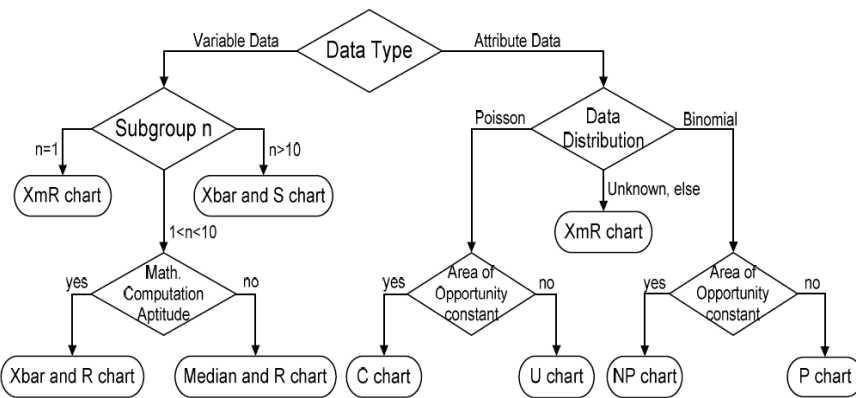 Variable Data
Data Type
Attribute Data
Subgroup n
n=1
n>10
XmR chart
Xbar and S chart
1<n<10
Math.
Computation
Aptitude
yes
no
Xbar and R chart
Median and R chart
Poisson
Data
Distribution
Binomial
Unknown, else
XmR chart
Area of
Opportunity
constant
yes
no
C chart
U chart
Area of
Opportunity
constant
yes
no
NP chart
P chart